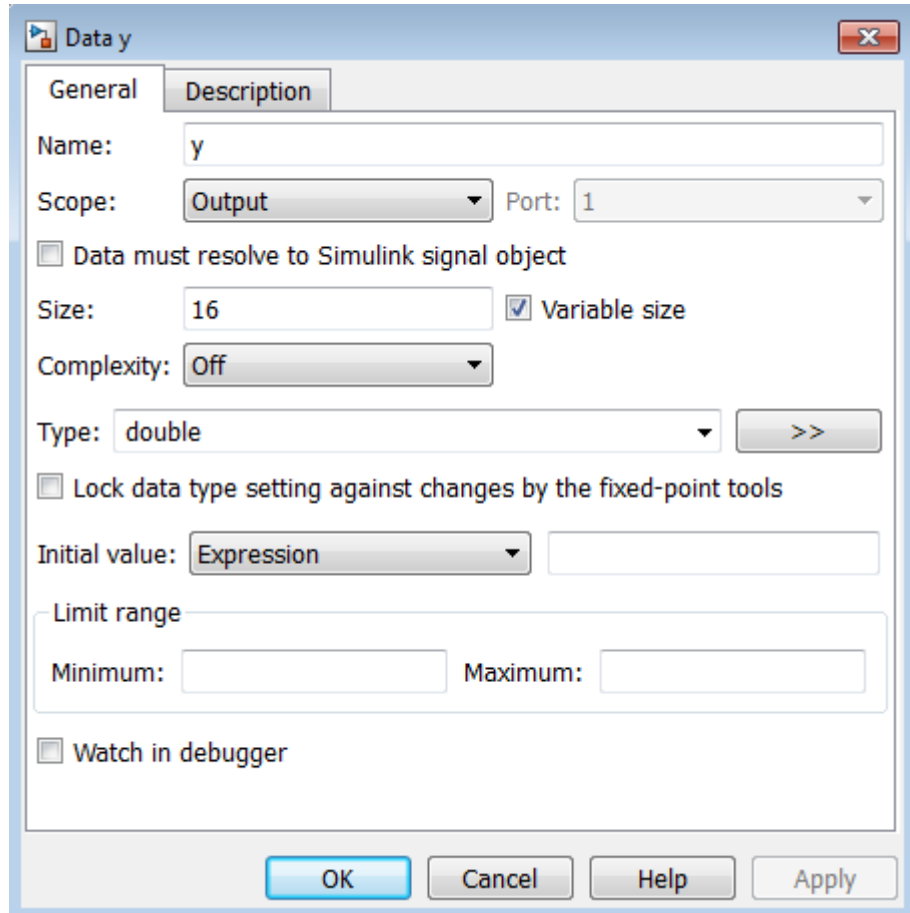 Data y
General Description
Name: y
Scope: Output Port: 1
Data must resolve to Simulink signal object
Size: 16 Variable size
Complexity: Off
Type: double >>
Lock data type setting against changes by the fixed-point tools
Initial value: Expression
Limit range
Minimum: Maximum:
Watch in debugger
OK Cancel Help Apply